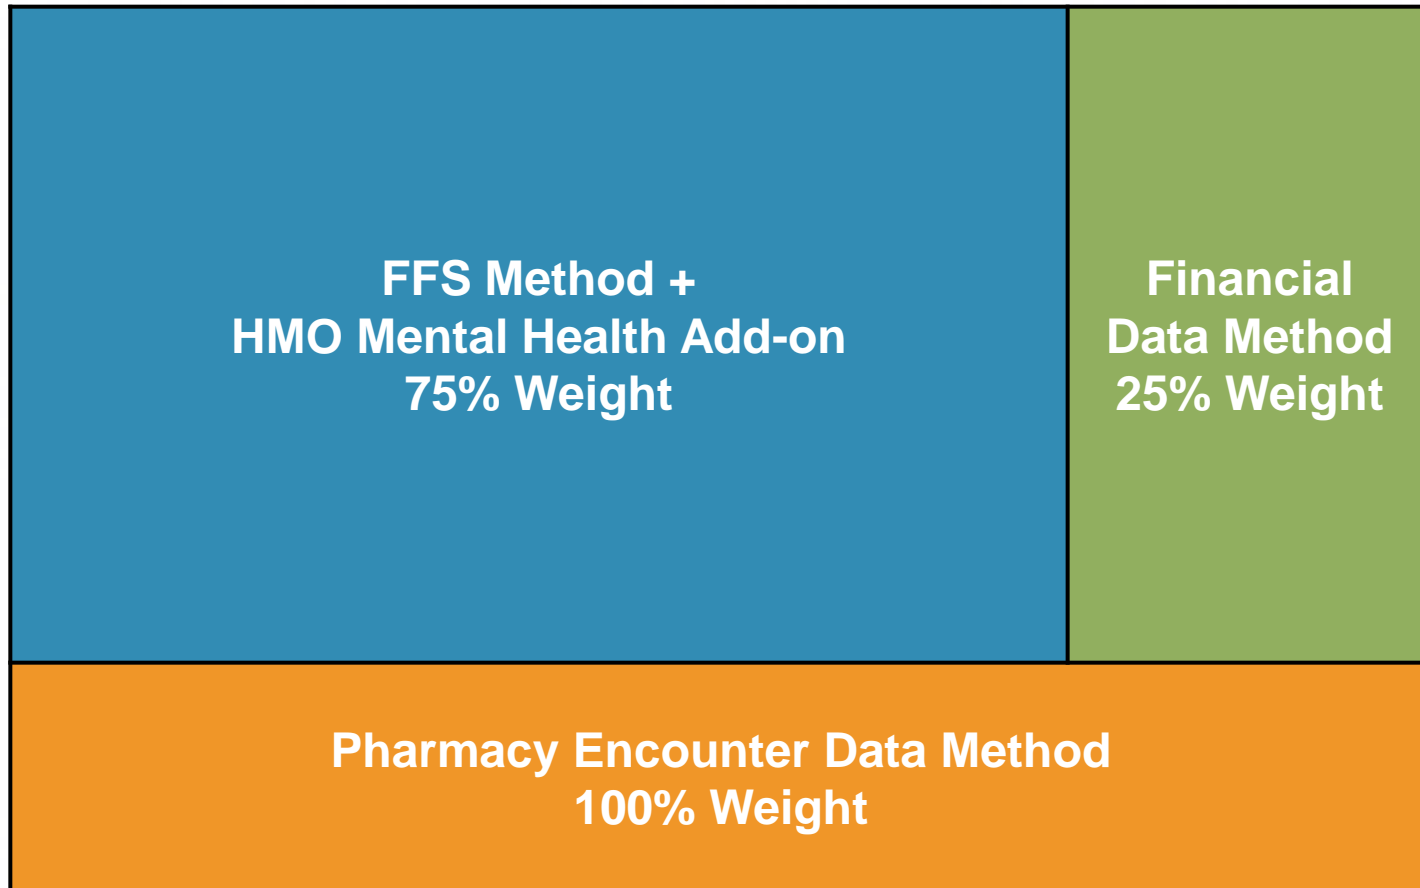 FFS Method +
HMO Mental Health Add-on
75% Weight
Financial
Data Method
25% Weight
Pharmacy Encounter Data Method
100% Weight